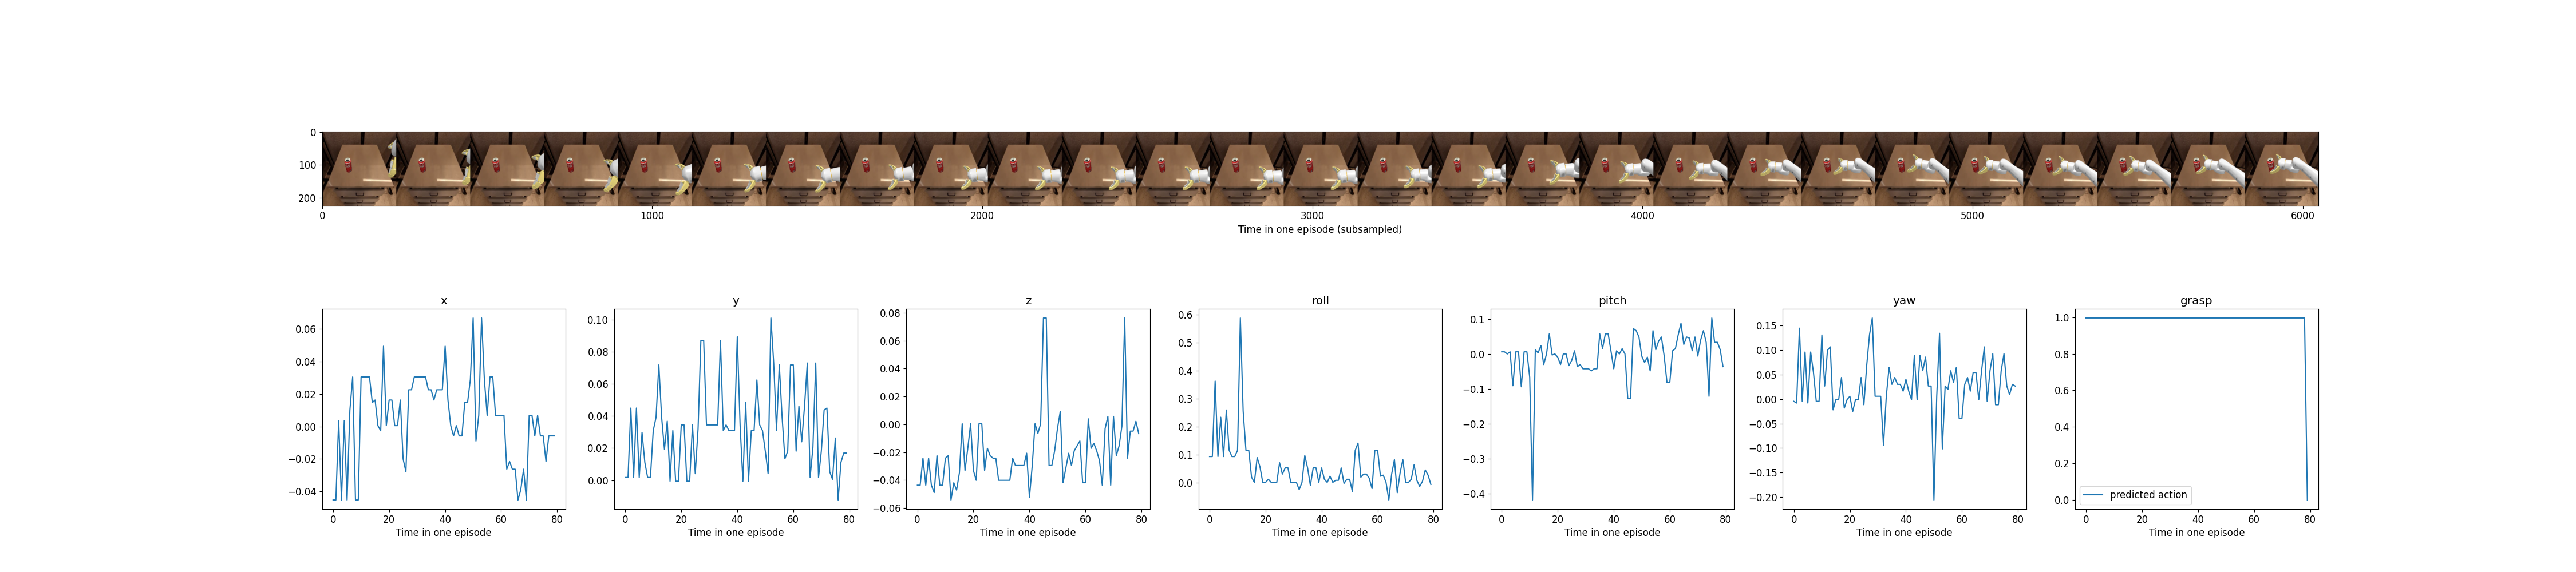 0
100
200
0 1000 2000 3000 4000 5000 6000
Time in one episode (subsampled)
x
0.06
0.04
0.02
0.00
−0.02
−0.04
0 20 40 60 80
Time in one episode
y
0.10
0.08
0.06
0.04
0.02
0.00
0 20 40 60 80
Time in one episode
z
0.08
0.06
0.04
0.02
0.00
−0.02
−0.04
−0.06
0 20 40 60 80
Time in one episode
roll
0.6
0.5
0.4
0.3
0.2
0.1
0.0
0 20 40 60 80
Time in one episode
pitch
0.1
0.0
−0.1
−0.2
−0.3
−0.4
0 20 40 60 80
Time in one episode
yaw
0.15
0.10
0.05
0.00
−0.05
−0.10
−0.15
−0.20
0 20 40 60 80
Time in one episode
grasp
1.0
0.8
0.6
0.4
0.2
0.0
predicted action
0 20 40 60 80
Time in one episode